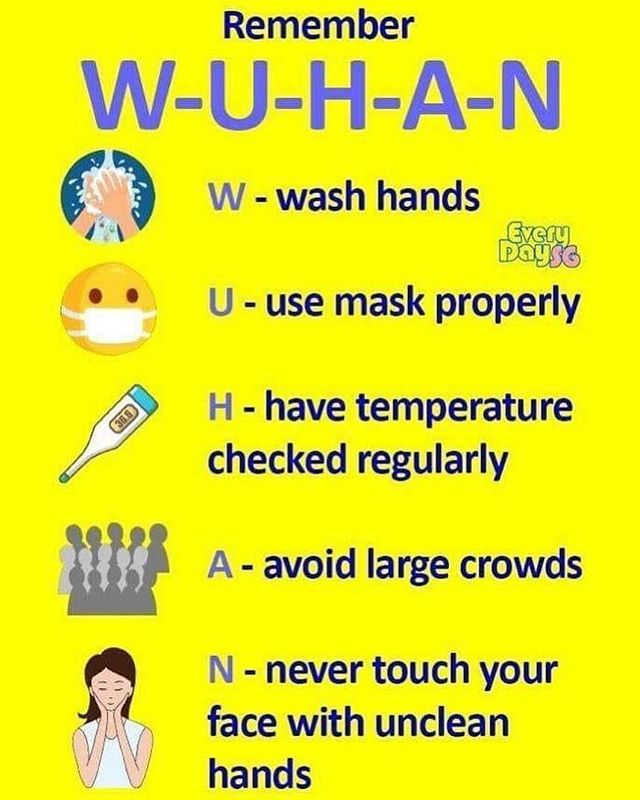 Remember
W-U-H-A-N
W - wash hands
Every
DaySG
U - use mask properly
36.6
H - have temperature
checked regularly
A - avoid large crowds
N - never touch your
face with unclean
hands